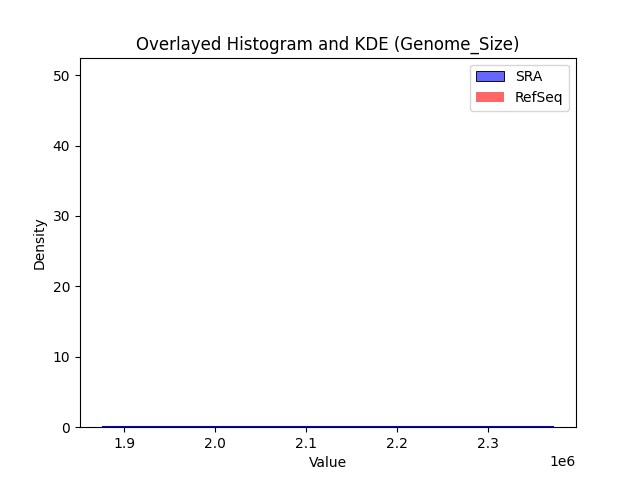 Overlayed Histogram and KDE (Genome_Size)
SRA
RefSeq
50
40
30
20
10
0
Density
1.9 2.0 2.1 2.2 2.3
Value
1e6